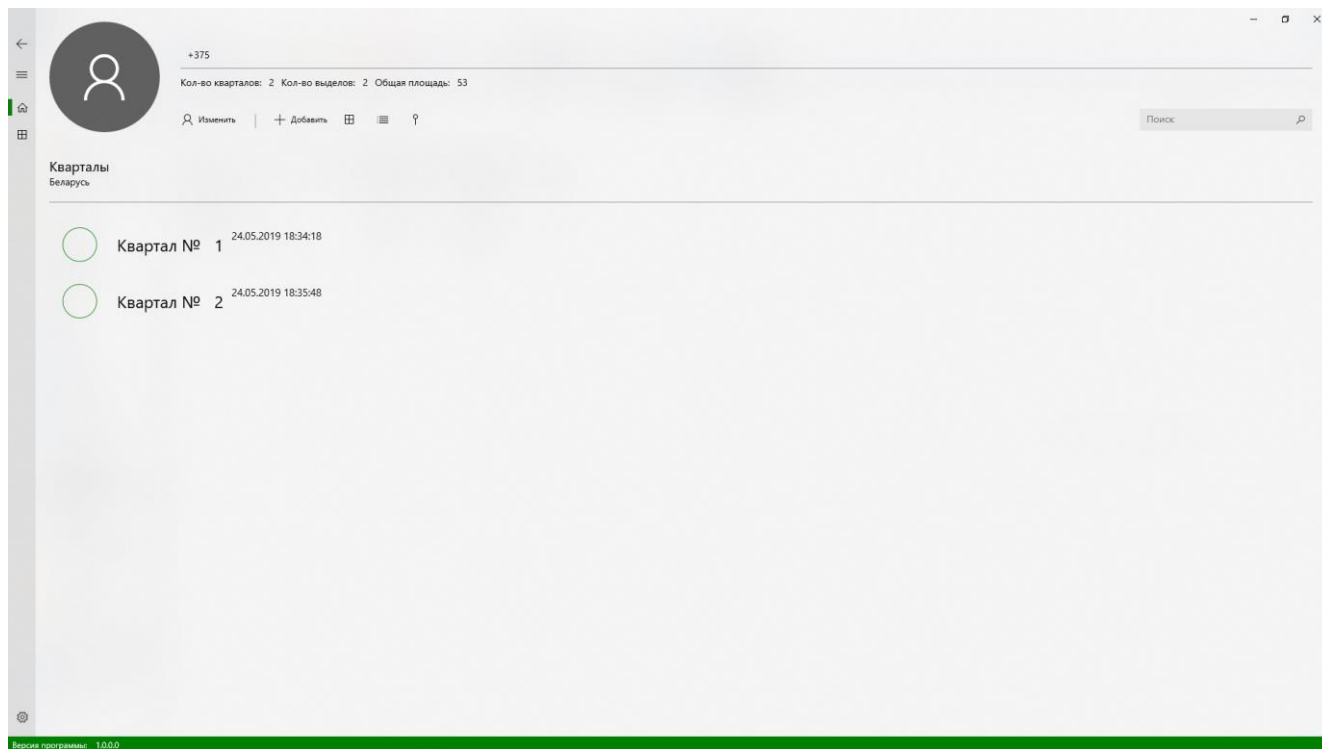 +375
Кол-во кварталов: 2 Кол-во выделов: 2 Общая площадь: 53
Изменить | Добавить
Поиск
Кварталы
Беларусь
Квартал № 1 24.05.2019 18:34:18
Квартал № 2 24.05.2019 18:35:48
Версия программы: 1.0.0.0